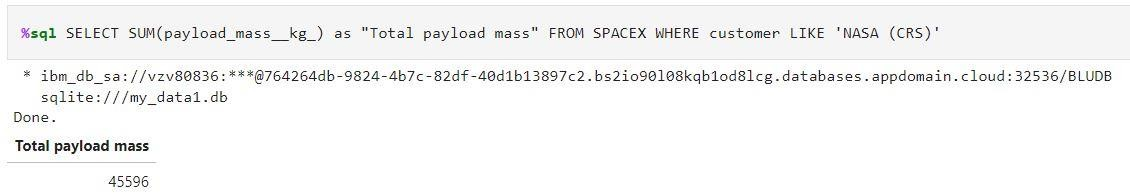 %sql SELECT SUM(payload_mass__kg_) as "Total payload mass" FROM SPACEX WHERE customer LIKE 'NASA (CRS)'
* ibm_db_sa://vzv80836:***@764264db-9824-4b7c-82df-40d1b13897c2.bs2io90l08kqb1od8lcg.databases.appdomain.cloud:32536/BLUDB
sqlite:///my_data1.db
Done.
Total payload mass
45596